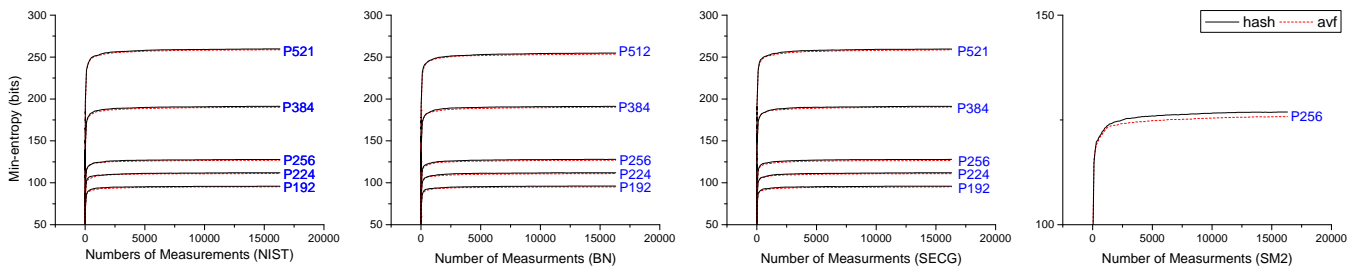 Min-entropy (bits)
300
250
200
150
100
50
P521
P384
P256
P224
P192
0 5000 10000 15000 20000
Numbers of Measurements (NIST)
300
250
200
150
100
50
P512
P384
P256
P224
P192
0 5000 10000 15000 20000
Number of Measurments (BN)
300
250
200
150
100
50
P521
P384
P256
P224
P192
0 5000 10000 15000 20000
Number of Measurments (SECG)
150
100
hash avf
P256
0 5000 10000 15000 20000
Number of Measurments (SM2)